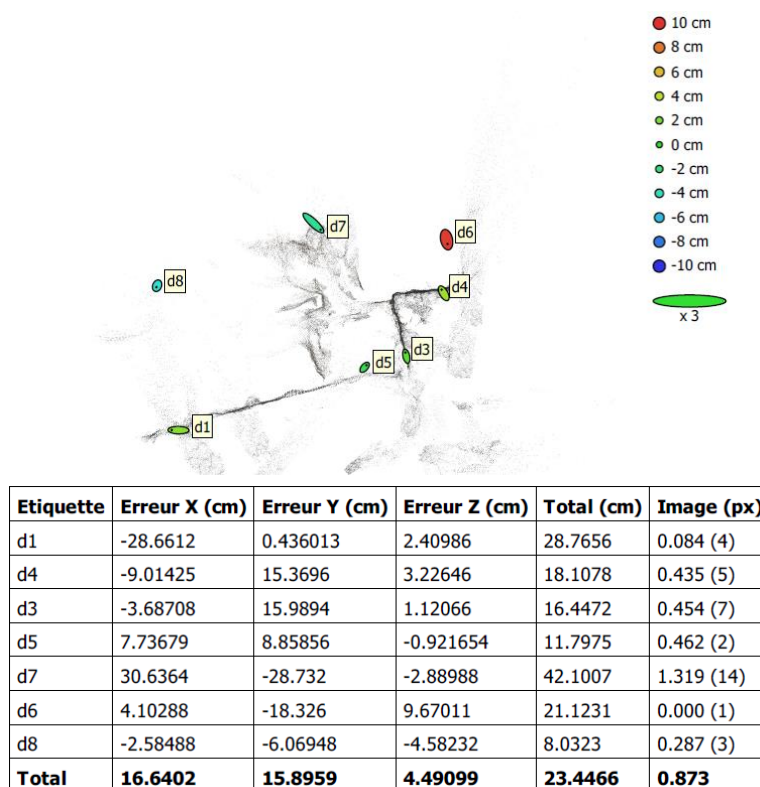 10 cm
8 cm
6 cm
4 cm
2 cm
0 cm
-2 cm
-4 cm
-6 cm
-8 cm
-10 cm
x 3
d7
d6
d8
d4
d3
d5
d1
Etiquette Erreur X (cm) Erreur Y (cm) Erreur Z (cm) Total (cm) Image (px)
d1 -28.6612 0.436013 2.40986 28.7656 0.084 (4)
d4 -9.01425 15.3696 3.22646 18.1078 0.435 (5)
d3 -3.68708 15.9894 1.12066 16.4472 0.454 (7)
d5 7.73679 8.85856 -0.921654 11.7975 0.462 (2)
d7 30.6364 -28.732 -2.88988 42.1007 1.319 (14)
d6 4.10288 -18.326 9.67011 21.1231 0.000 (1)
d8 -2.58488 -6.06948 -4.58232 8.0323 0.287 (3)
Total 16.6402 15.8959 4.49099 23.4466 0.873